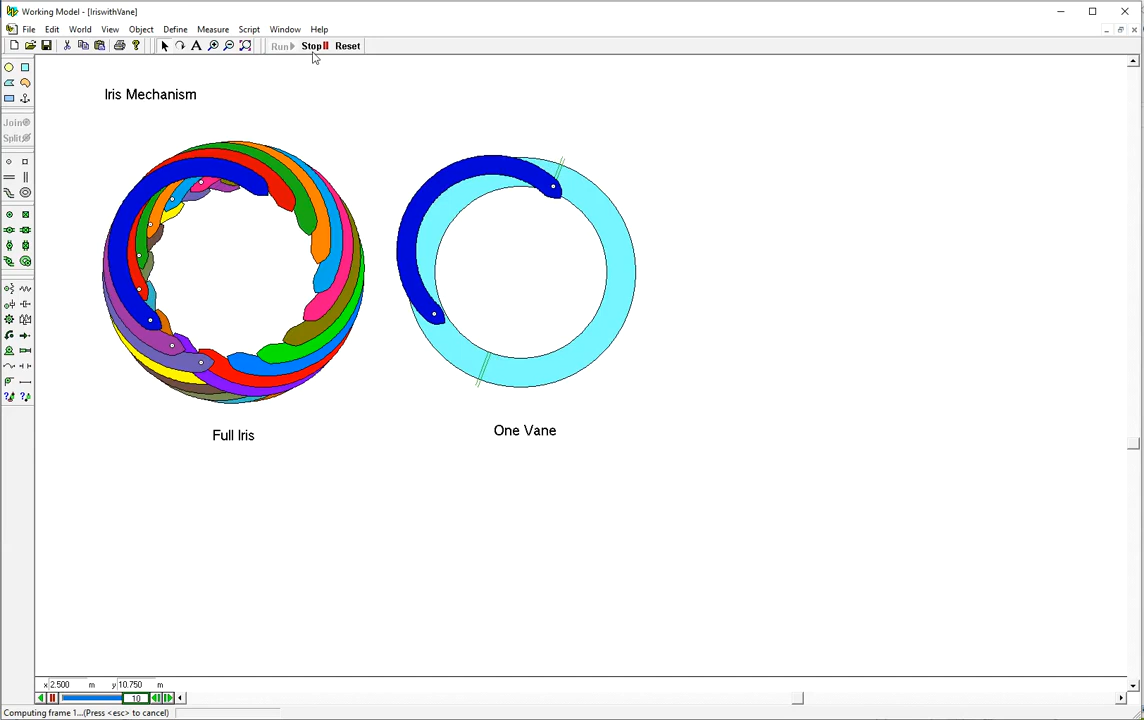 Working Model - [IriswithVane]
File Edit World View Object Define Measure Script Window Help
A Run Stop Reset
Join
Split
Iris Mechanism
Full Iris
One Vane
x 2.500 m y 10.750 m
10
Computing frame 1...(Press <esc> to cancel)